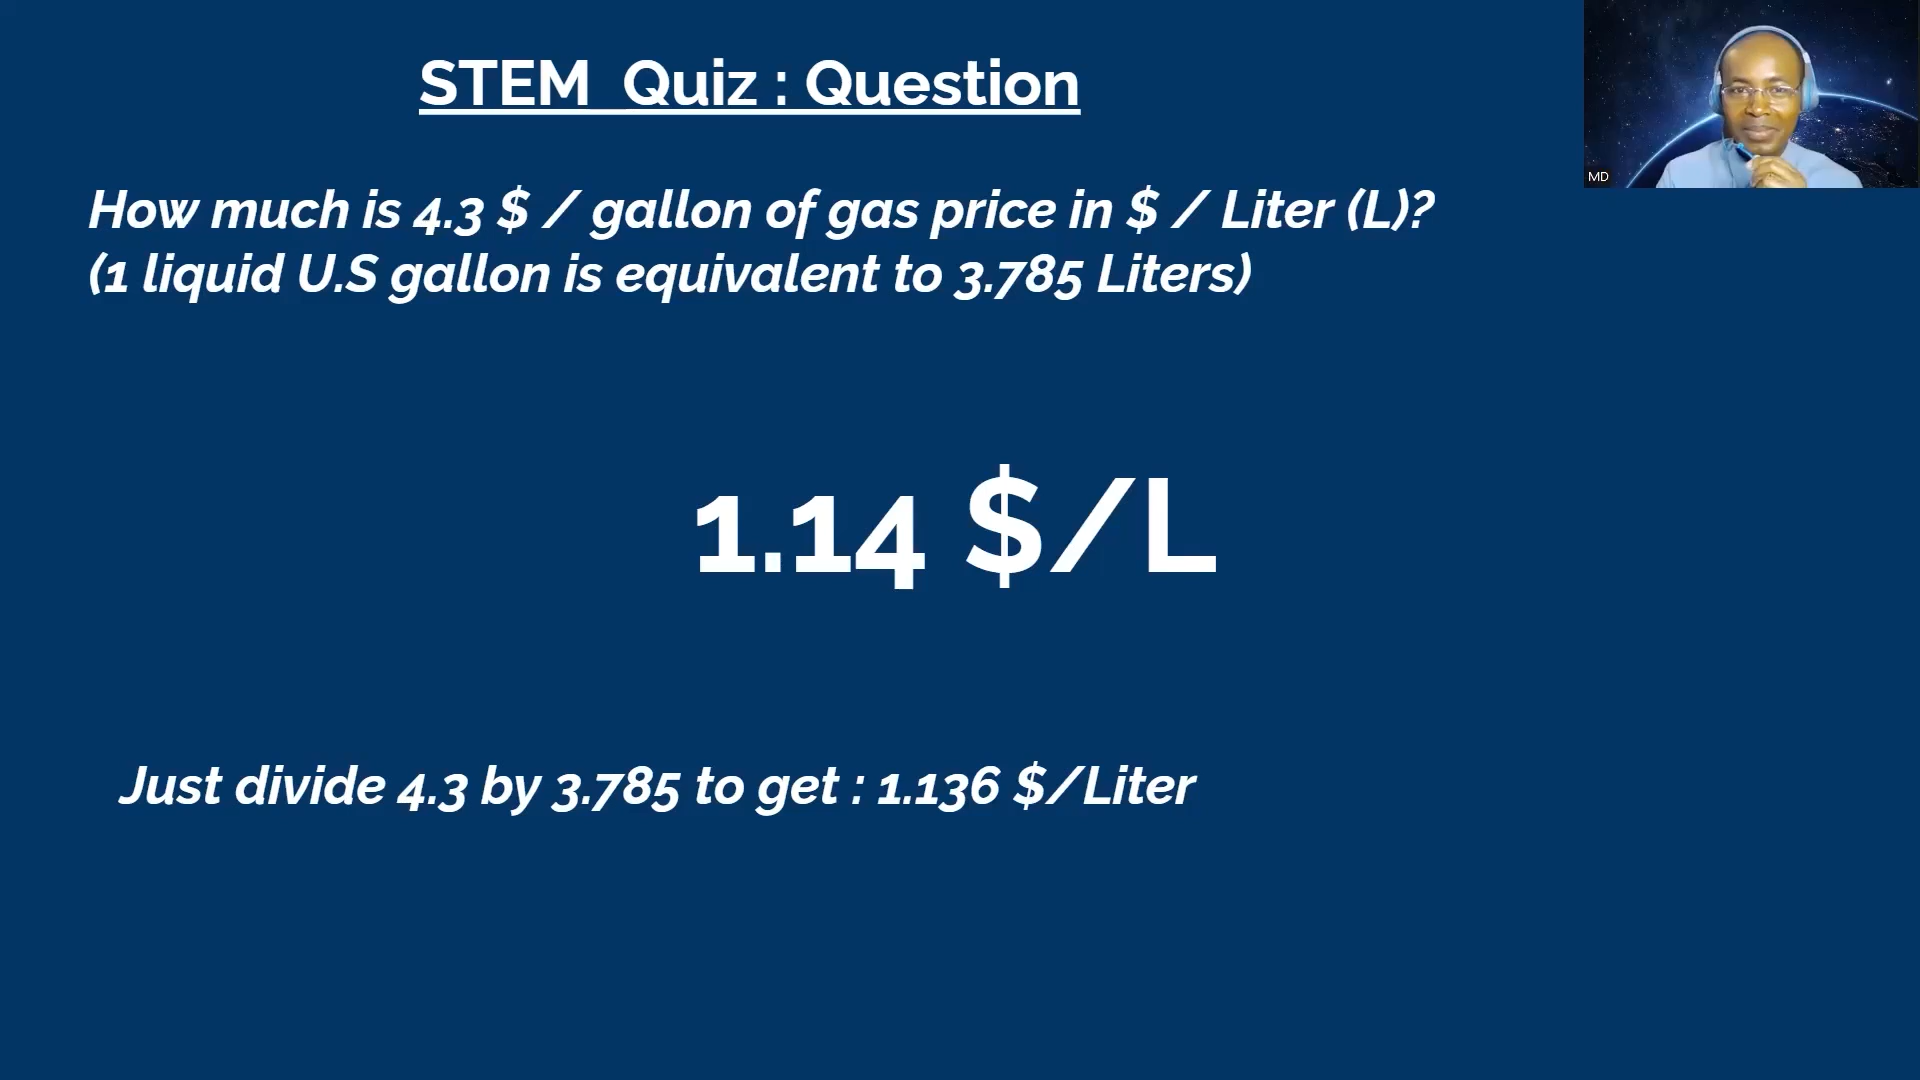 STEM  Quiz : Question
MD
How much is 4.3 $ / gallon of gas price in $ / Liter (L)?
(1 liquid U.S gallon is equivalent to 3.785 Liters)
1.14 $/L
Just divide 4.3 by 3.785 to get : 1.136 $/Liter